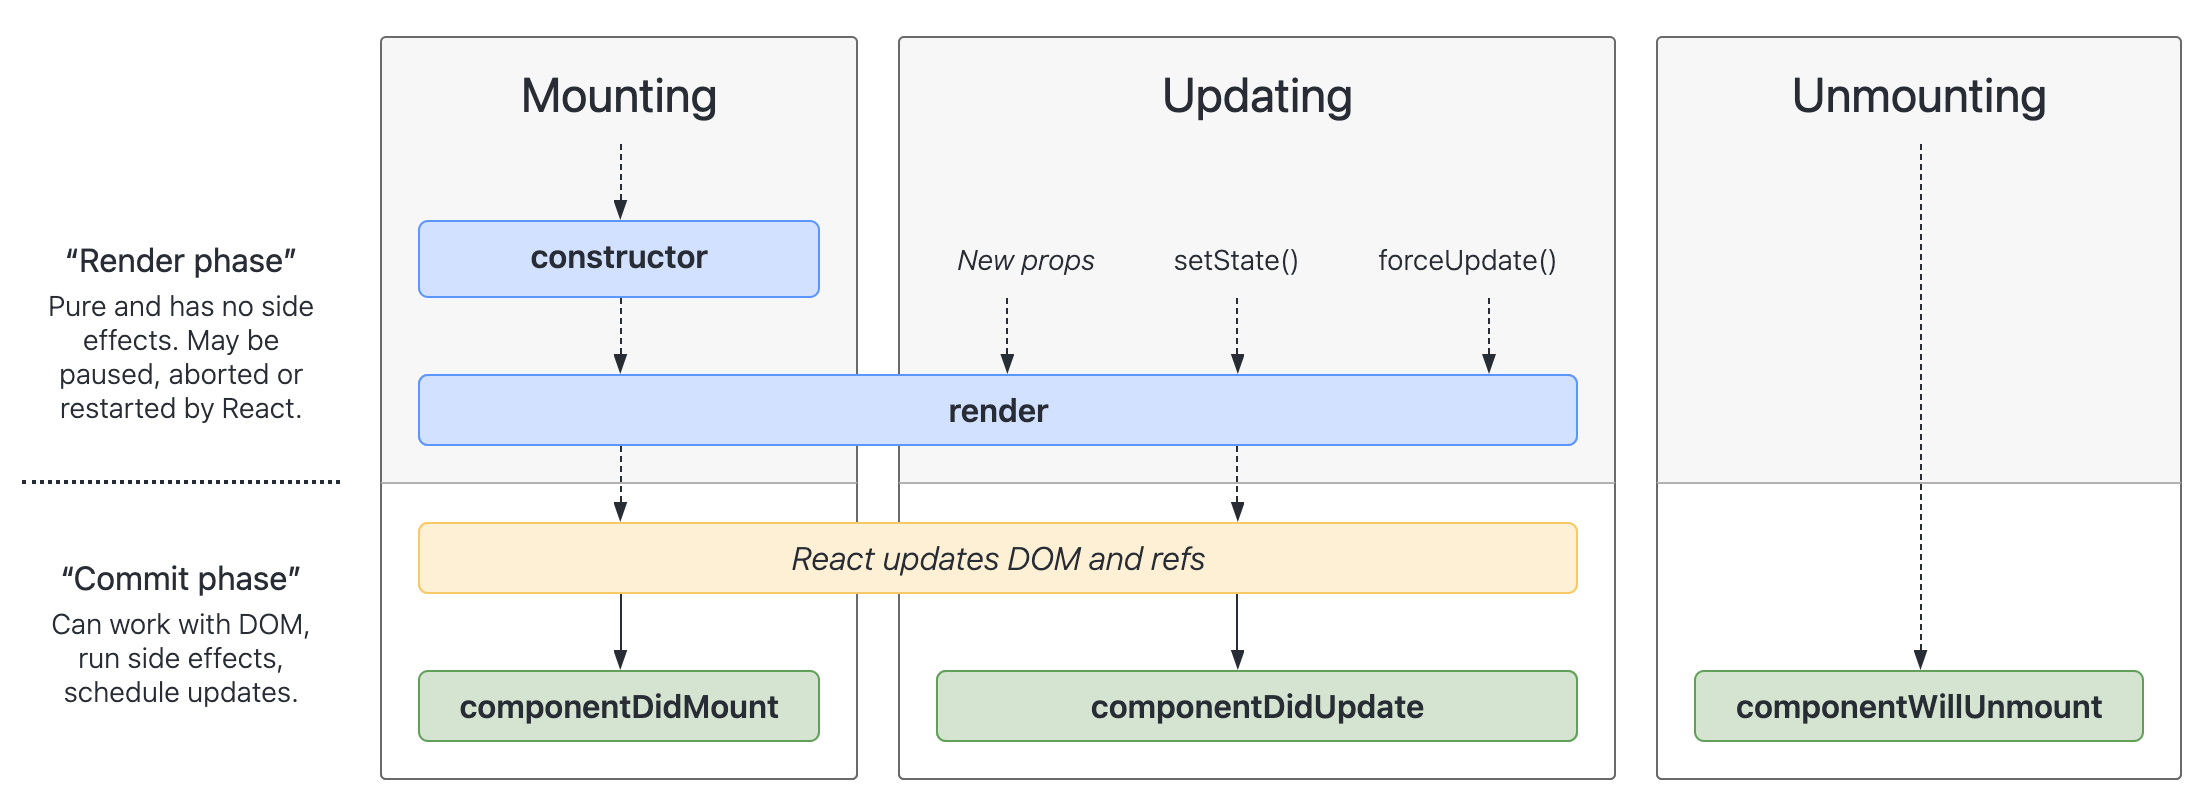 Mounting
Updating
Unmounting
“Render phase”
Pure and has no side
effects. May be
paused, aborted or
restarted by React.
constructor
New props
setState()
forceUpdate()
render
“Commit phase”
Can work with DOM,
run side effects,
schedule updates.
React updates DOM and refs
componentDidMount
componentDidUpdate
componentWillUnmount